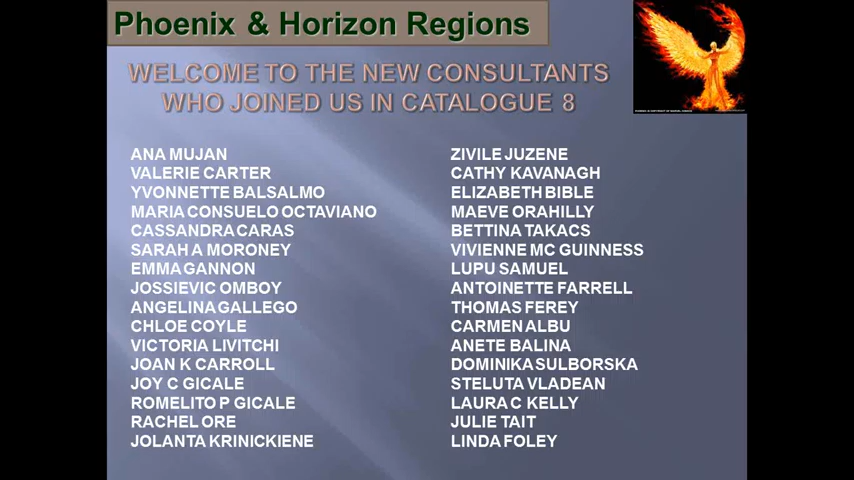 Phoenix & Horizon Regions
WELCOME TO THE NEW CONSULTANTS
WHO JOINED US IN CATALOGUE 8
ANA MUJAN
VALERIE CARTER
YVONNETTE BALSALMO
MARIA CONSUELO OCTAVIANO
CASSANDRA CARAS
SARAH A MORONEY
EMMA GANNON
JOSSIEVIC OMBOY
ANGELINA GALLEGO
CHLOE COYLE
VICTORIA LIVITCHI
JOAN K CARROLL
JOY C GICALE
ROMELITO P GICALE
RACHEL ORE
JOLANTA KRINICKIENE
ZIVILE JUZENE
CATHY KAVANAGH
ELIZABETH BIBLE
MAEVE ORAHILLY
BETTINA TAKACS
VIVIENNE MC GUINNESS
LUPU SAMUEL
ANTOINETTE FARRELL
THOMAS FEREY
CARMEN ALBU
ANETE BALINA
DOMINIKA SULBORSKA
STELUTA VLADEAN
LAURA C KELLY
JULIE TAIT
LINDA FOLEY